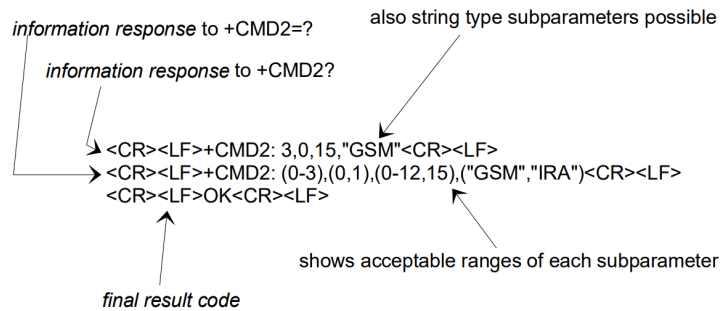 also string type subparameters possible
information response to +CMD2=?
information response to +CMD2?
<CR><LF>+CMD2: 3,0,15,"GSM"<CR><LF>
<CR><LF>+CMD2: (0-3),(0,1),(0-12,15),("GSM","IRA")<CR><LF>
<CR><LF>OK<CR><LF>
shows acceptable ranges of each subparameter
final result code